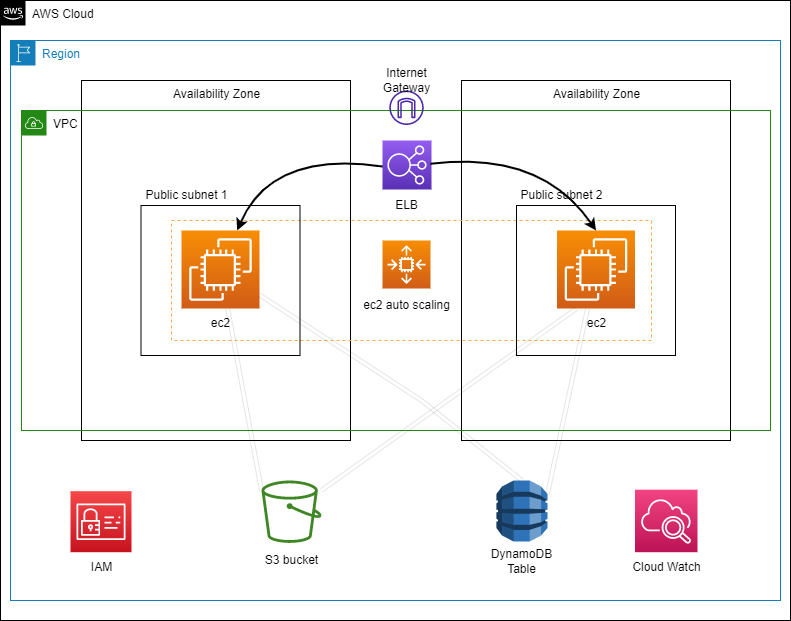 aws
AWS Cloud
Region
Internet
Gateway
Availability Zone
Availability Zone
VPC
Public subnet 1
ELB
Public subnet 2
ec2 auto scaling
ec2
ec2
IAM
S3 bucket
DynamoDB
Table
Cloud Watch